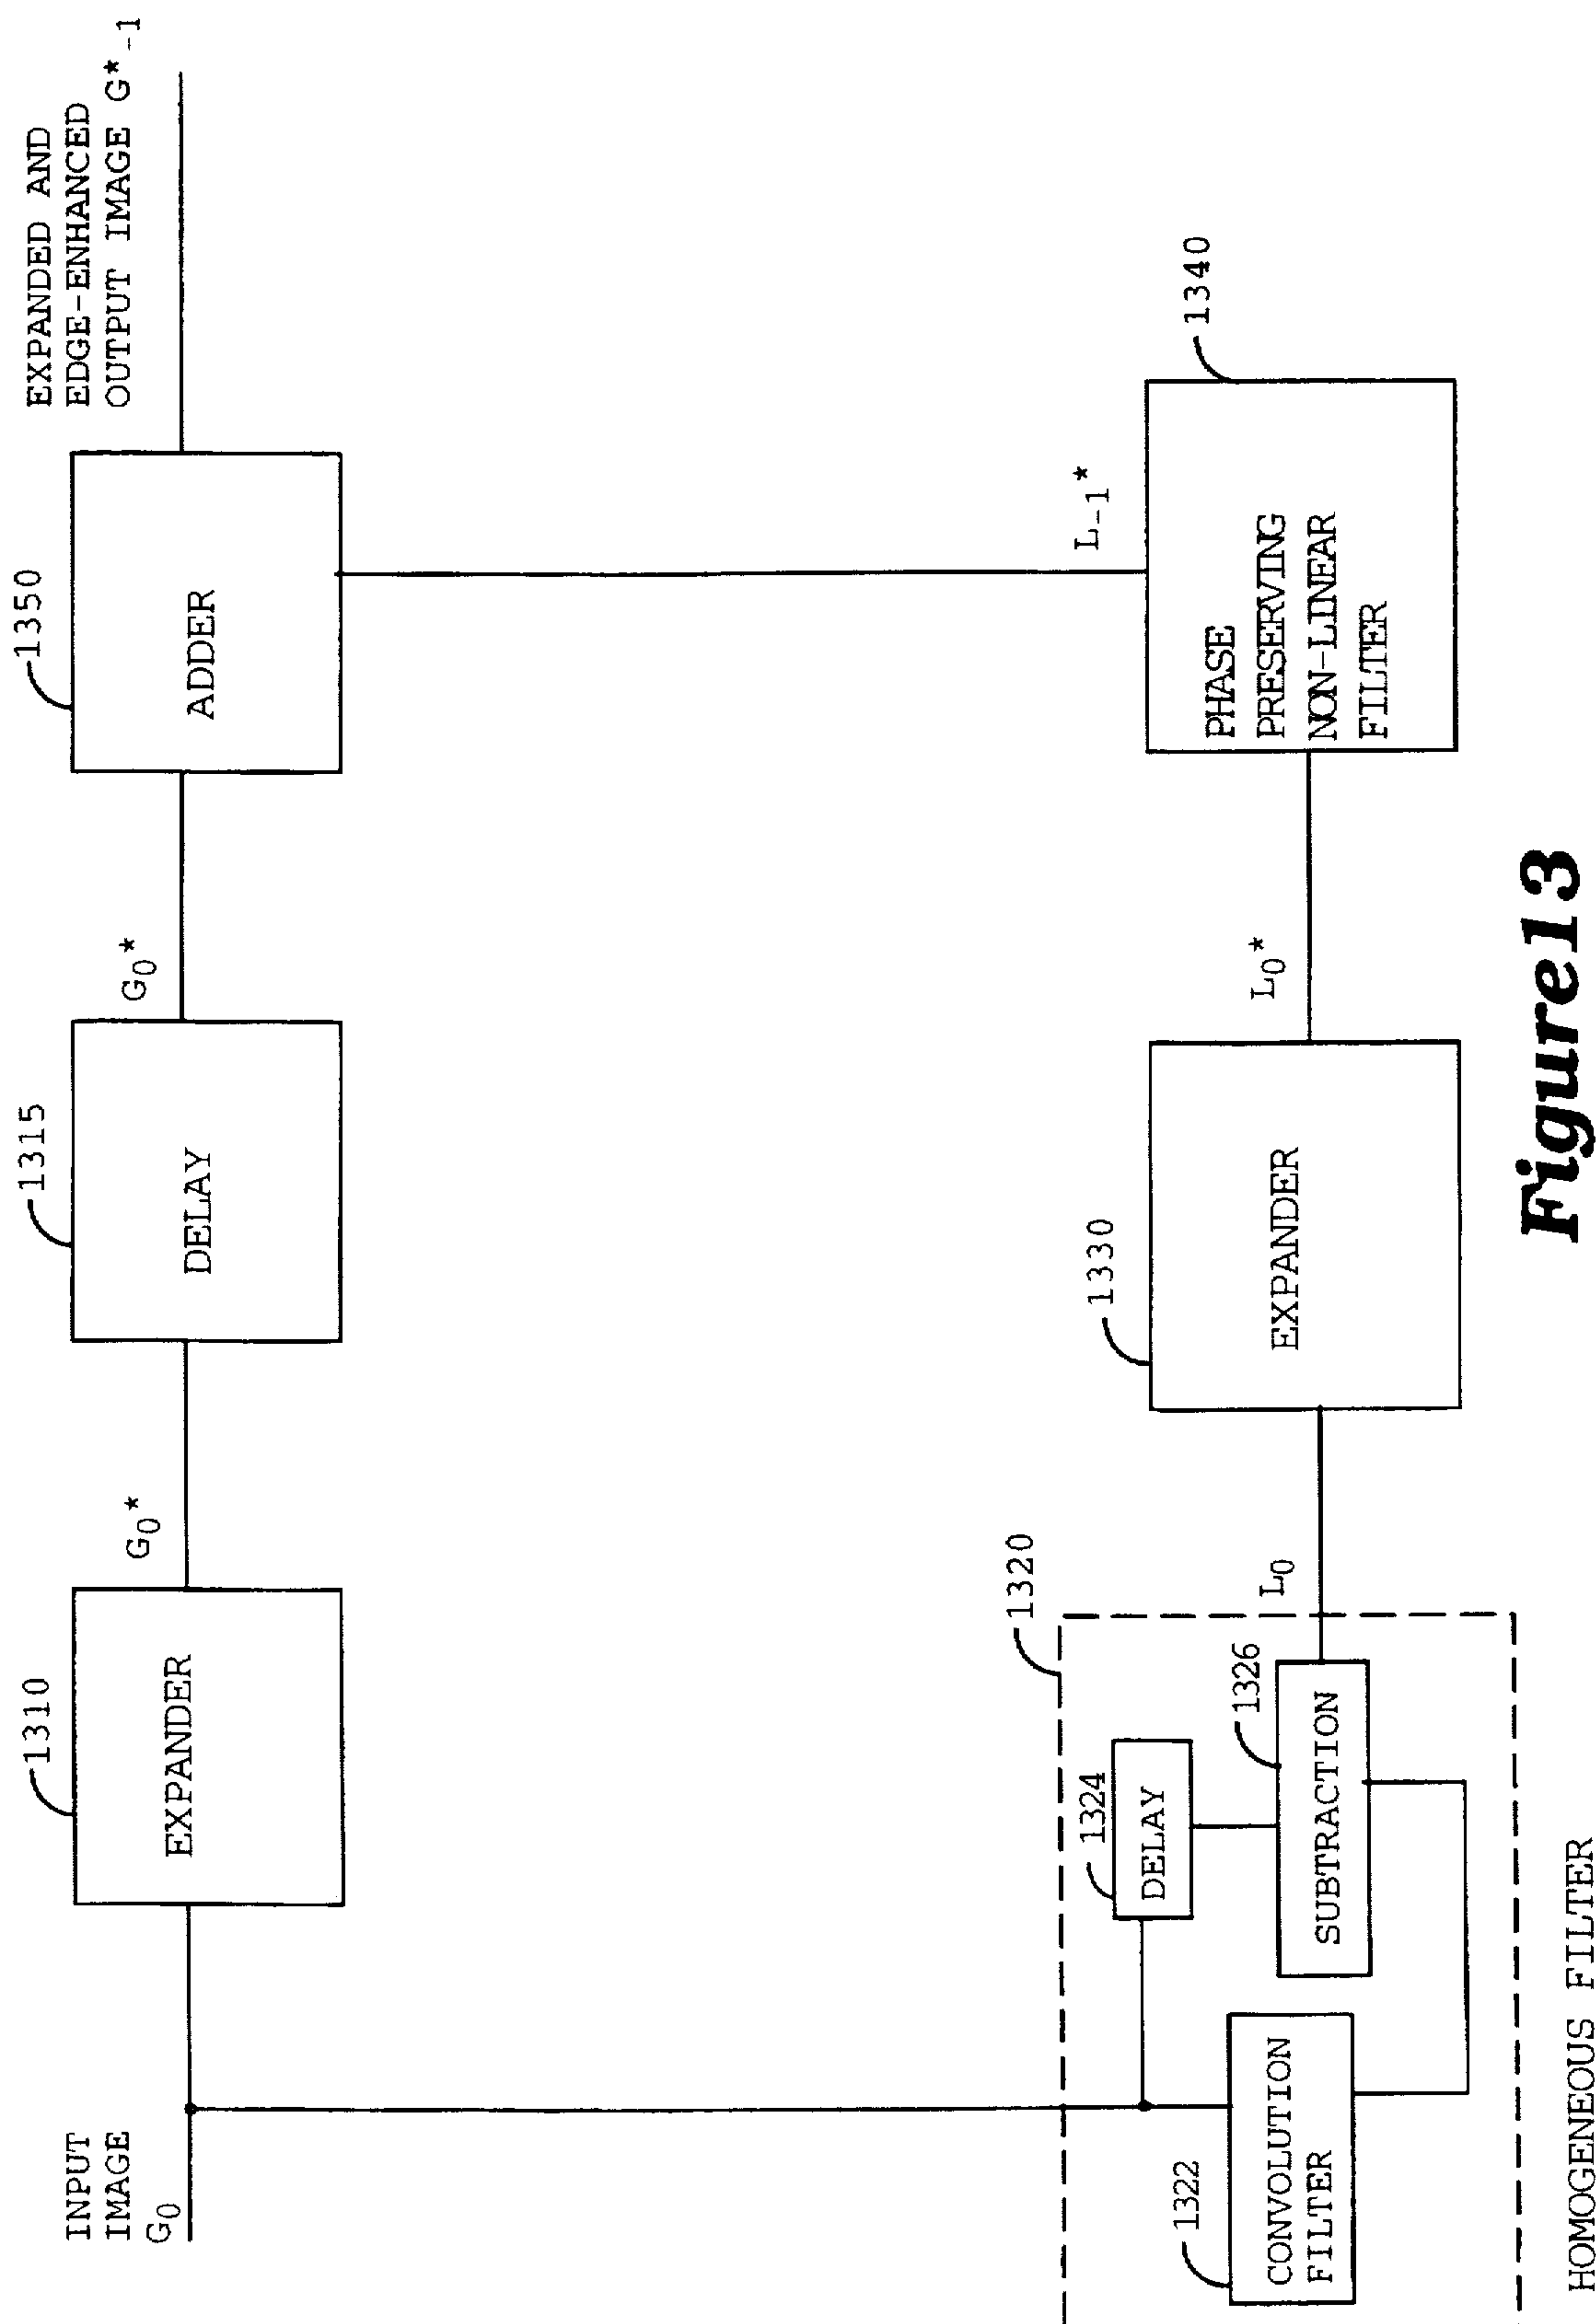 INPUT
IMAGE
G0
1310
EXPANDER
G0*
1315
DELAY
G0*
1350
ADDER
EXPANDED AND
EDGE-ENHANCED
OUTPUT IMAGE G*-1
1320
1322
CONVOLUTION
FILTER
1324
DELAY
1326
SUBTRACTION
L0
1330
EXPANDER
L0*
PHASE
PRESERVING
NON-LINEAR
FILTER
1340
L-1*
HOMOGENEOUS FILTER
Figure13